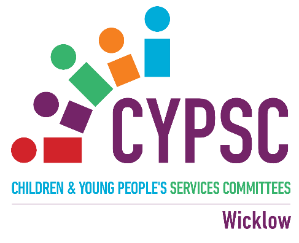 CYPSC
CHILDREN & YOUNG PEOPLE'S SERVICES COMMITTEES
Wicklow